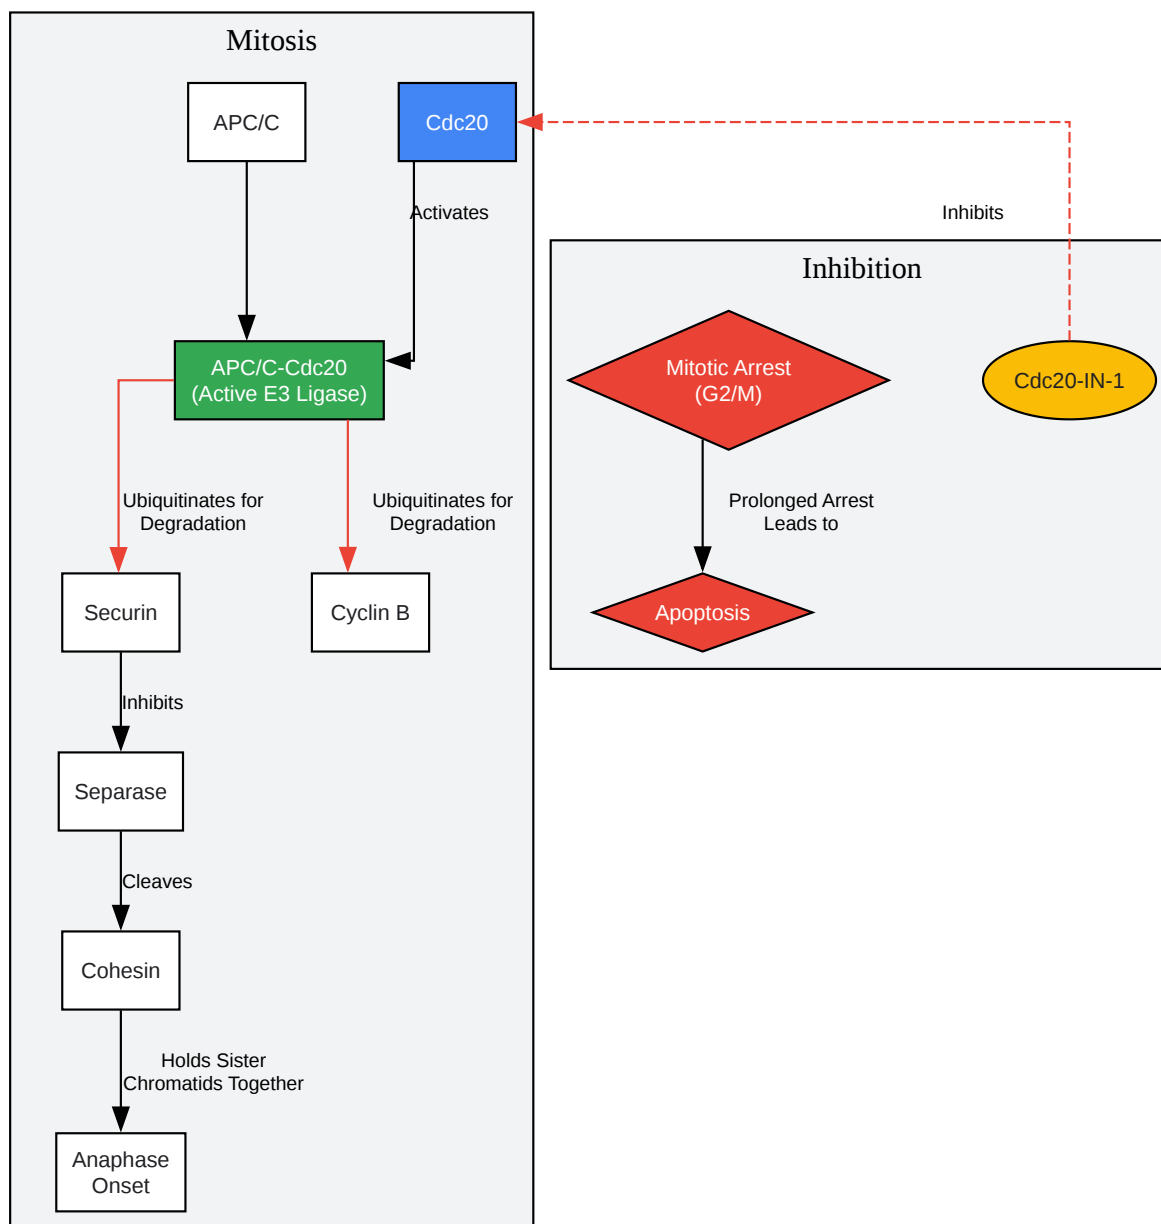 Mitosis
APC/C
Cdc20
Activates
Inhibits
Inhibition
APC/C-Cdc20
(Active E3 Ligase)
Mitotic Arrest
(G2/M)
Cdc20-IN-1
Ubiquitinates for
Degradation
Ubiquitinates for
Degradation
Prolonged Arrest
Leads to
Securin
Cyclin B
Apoptosis
Inhibits
Separase
Cleaves
Cohesin
Holds Sister
Chromatids Together
Anaphase
Onset